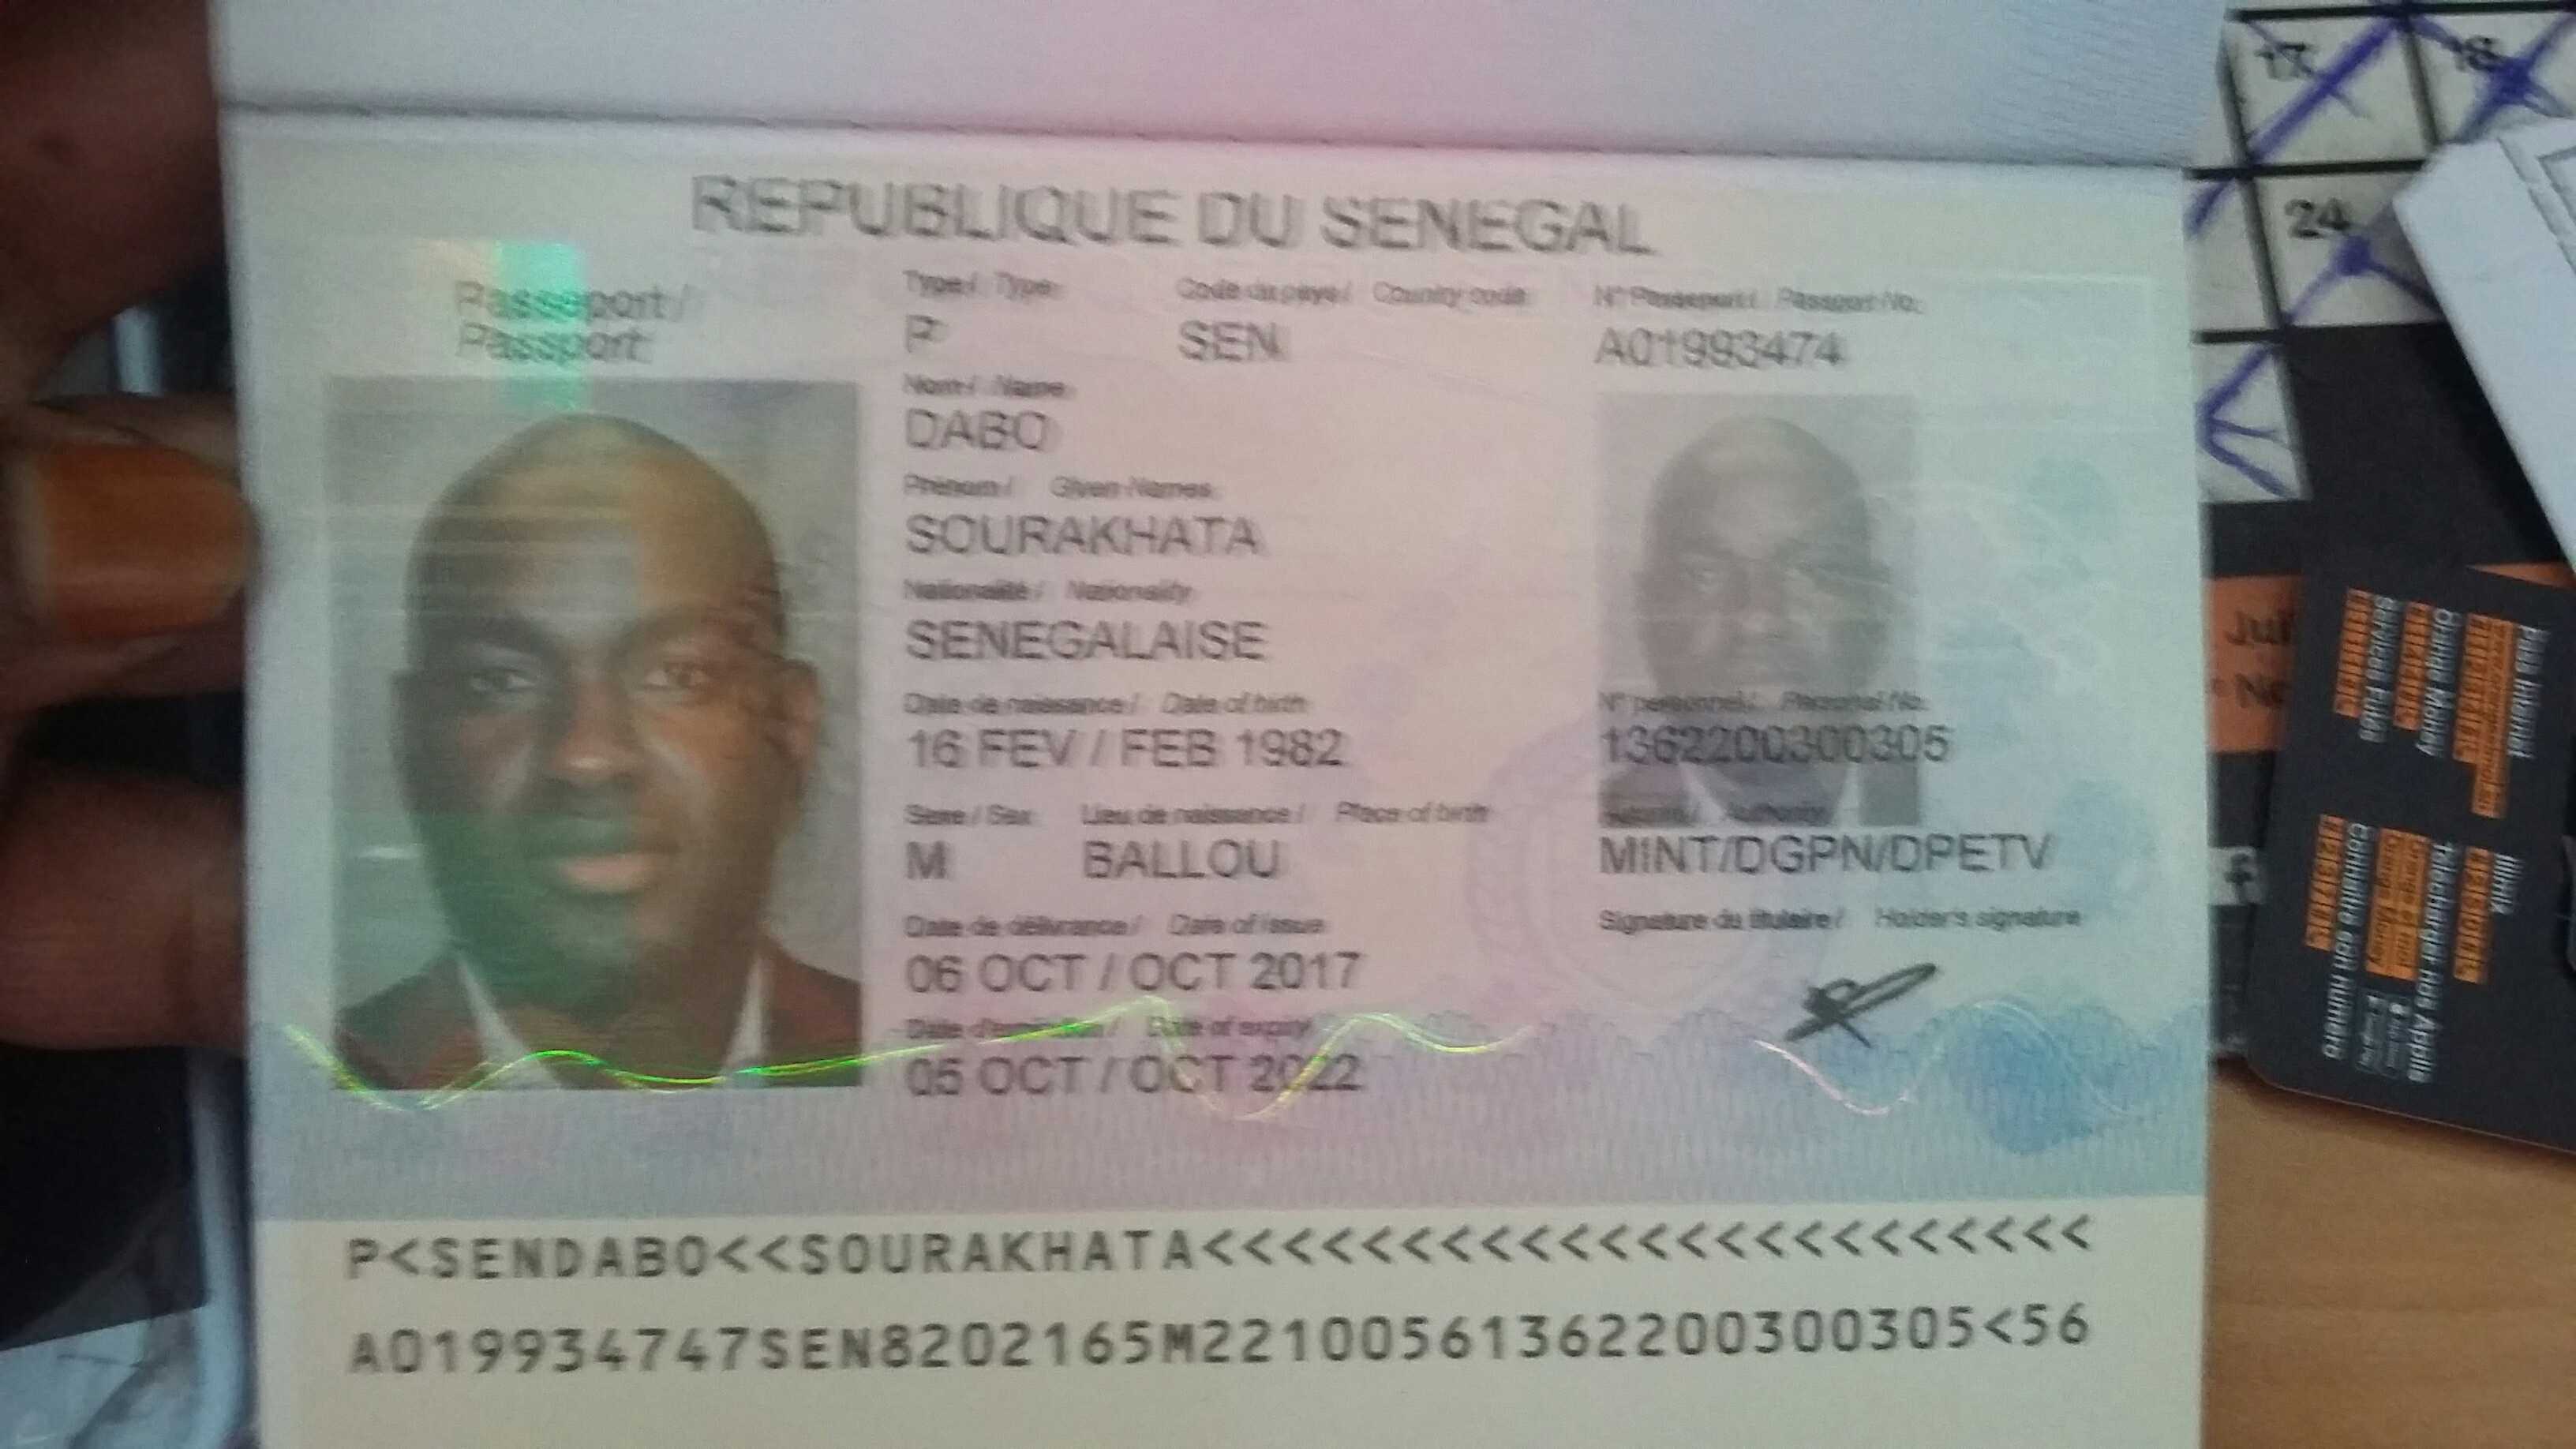 REPUBLIQUE DU SENEGAL
Passeport /
Passport
Type / Type
Code du pays / Country code
N° Passeport / Passport No.
P
SEN
A01993474
Nom / Name
DABO
Prénom / Given Names
SOURAKHATA
Nationalité / Nationality
SENEGALAISE
Date de naissance / Date of birth
16 FEV / FEB 1982
N° personnel / Personal No.
1362200300305
Sexe / Sex
Lieu de naissance / Place of birth
Authority
M
BALLOU
MINT/DGPN/DPETV
Date de délivrance / Date of issue
Signature du titulaire / Holder's signature
06 OCT / OCT 2017
Date d'expiration / Date of expiry
05 OCT / OCT 2022
P<SENDABO<<SOURAKHATA<<<<<<<<<<<<<<<<<<<<<<<
A019934747SEN8202165M22100561362200300305<56
17
18
24